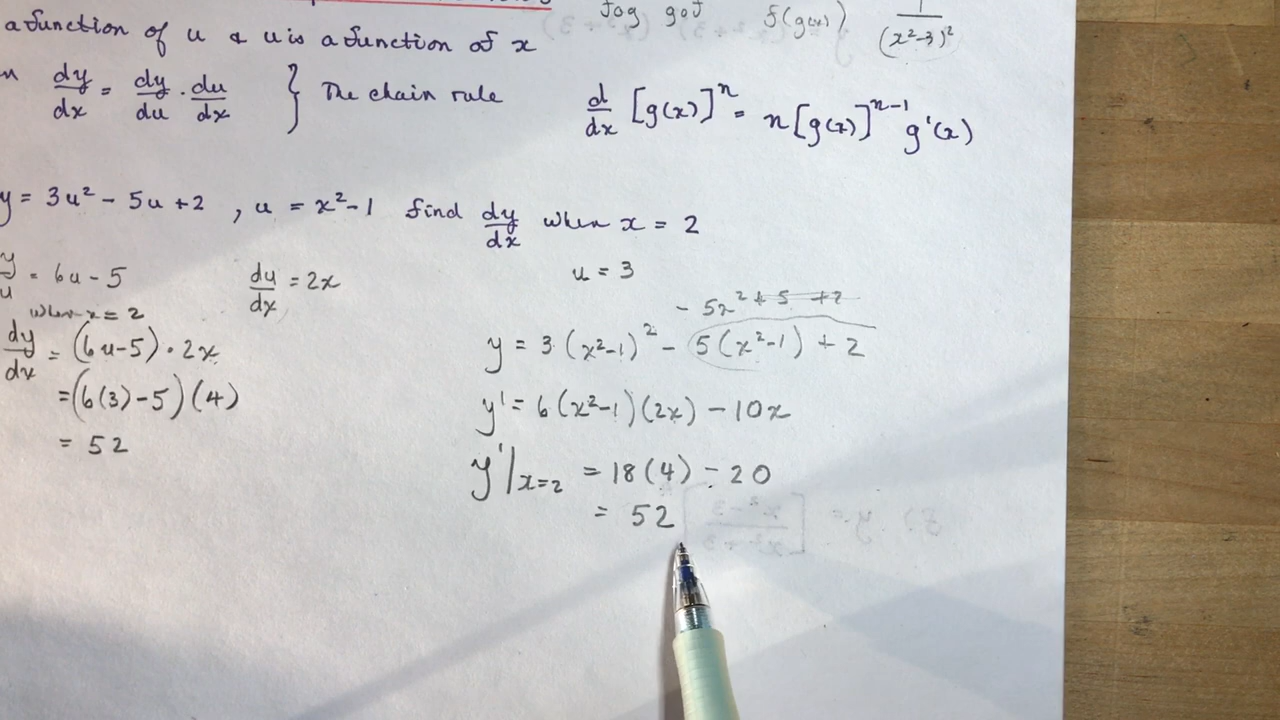 fog gof f(g(x)) 1/(x²-3)²
a function of u & u is a function of x
dy/dx = dy/du · du/dx } The chain rule
d/dx [g(x)]ⁿ = n[g(x)]ⁿ⁻¹ g'(x)
y = 3u² - 5u + 2 , u = x²-1 find dy/dx when x = 2
y/u = 6u - 5
du/dx = 2x
u = 3
when x = 2
dy/dx = (6u-5) · 2x
= (6(3)-5)(4)
= 52
- 5x² + 5 + 2
y = 3(x²-1)² - 5(x²-1) + 2
y' = 6(x²-1)(2x) - 10x
y'|x=2 = 18(4) - 20
= 52